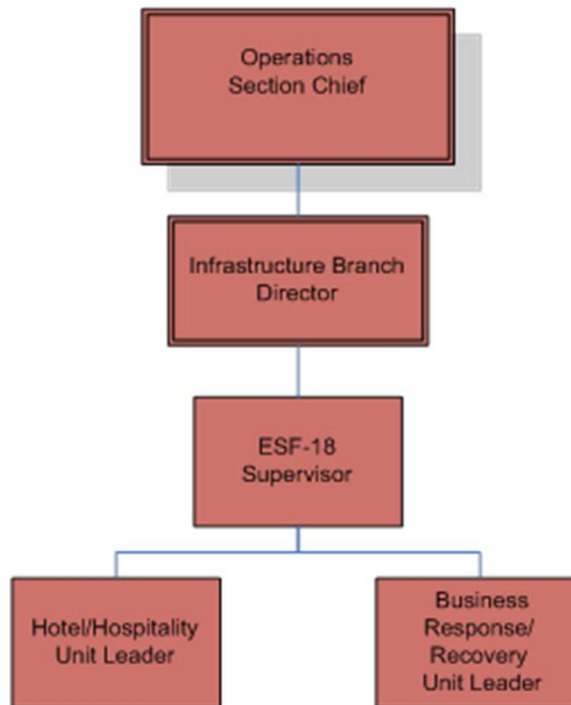 Operations
Section Chief
Infrastructure Branch
Director
ESF-18
Supervisor
Hotel/Hospitality
Unit Leader
Business
Response/
Recovery
Unit Leader